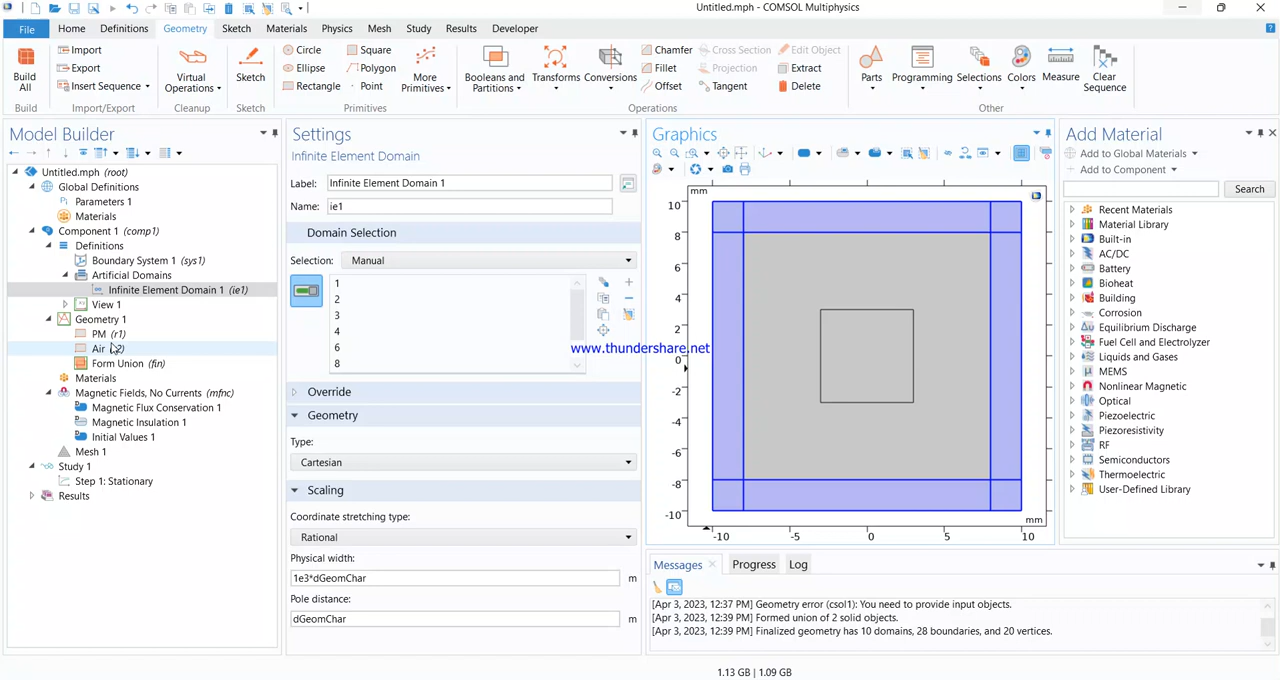 Untitled.mph - COMSOL Multiphysics
File Home Definitions Geometry Sketch Materials Physics Mesh Study Results Developer
Build All
Build
Import
Export
Insert Sequence
Import/Export
Virtual Operations
Cleanup
Sketch
Sketch
Circle
Ellipse
Rectangle
Square
Polygon
Point
More Primitives
Primitives
Booleans and Partitions
Transforms
Conversions
Chamfer
Fillet
Offset
Cross Section
Projection
Tangent
Edit Object
Extract
Delete
Operations
Parts
Programming
Selections
Colors
Measure
Clear Sequence
Other
Model Builder
Untitled.mph (root)
Global Definitions
Parameters 1
Materials
Component 1 (comp1)
Definitions
Boundary System 1 (sys1)
Artificial Domains
Infinite Element Domain 1 (ie1)
View 1
Geometry 1
PM (r1)
Air
Form Union (fin)
Materials
Magnetic Fields, No Currents (mfnc)
Magnetic Flux Conservation 1
Magnetic Insulation 1
Initial Values 1
Mesh 1
Study 1
Step 1: Stationary
Results
Settings
Infinite Element Domain
Label: Infinite Element Domain 1
Name: ie1
Domain Selection
Selection: Manual
1
2
3
4
6
8
Override
Geometry
Type:
Cartesian
Scaling
Coordinate stretching type:
Rational
Physical width:
1e3*dGeomChar m
Pole distance:
dGeomChar m
Graphics
mm
10
8
6
4
2
0
-2
-4
-6
-8
-10
mm
-10 -5 0 5 10
www.thundershare.net
Messages Progress Log
[Apr 3, 2023, 12:37 PM] Geometry error (csol1): You need to provide input objects.
[Apr 3, 2023, 12:39 PM] Formed union of 2 solid objects.
[Apr 3, 2023, 12:39 PM] Finalized geometry has 10 domains, 28 boundaries, and 20 vertices.
Add Material
Add to Global Materials
Add to Component
Search
Recent Materials
Material Library
Built-in
AC/DC
Battery
Bioheat
Building
Corrosion
Equilibrium Discharge
Fuel Cell and Electrolyzer
Liquids and Gases
MEMS
Nonlinear Magnetic
Optical
Piezoelectric
Piezoresistivity
RF
Semiconductors
Thermoelectric
User-Defined Library
1.13 GB | 1.09 GB